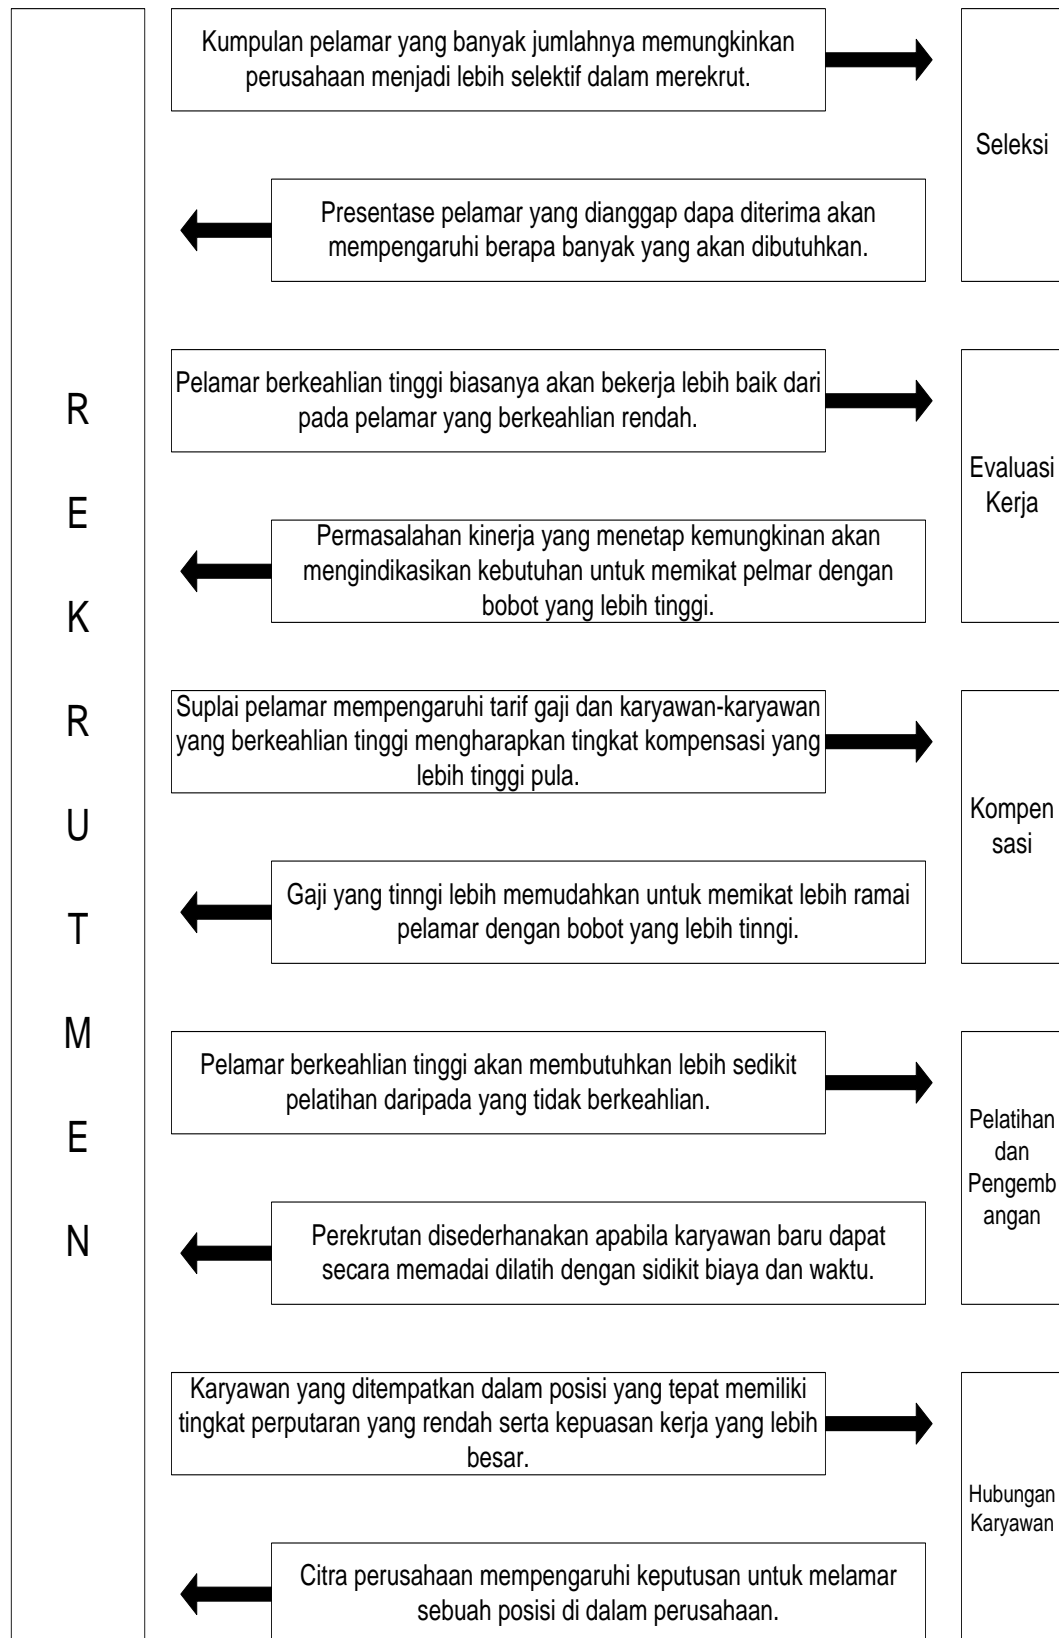 R
E
K
R
U
T
M
E
N
Kumpulan pelamar yang banyak jumlahnya memungkinkan
perusahaan menjadi lebih selektif dalam merekrut.
Presentase pelamar yang dianggap dapa diterima akan
mempengaruhi berapa banyak yang akan dibutuhkan.
Seleksi
Pelamar berkeahlian tinggi biasanya akan bekerja lebih baik dari
pada pelamar yang berkeahlian rendah.
Permasalahan kinerja yang menetap kemungkinan akan
mengindikasikan kebutuhan untuk memikat pelmar dengan
bobot yang lebih tinggi.
Evaluasi
Kerja
Suplai pelamar mempengaruhi tarif gaji dan karyawan-karyawan
yang berkeahlian tinggi mengharapkan tingkat kompensasi yang
lebih tinggi pula.
Gaji yang tinngi lebih memudahkan untuk memikat lebih ramai
pelamar dengan bobot yang lebih tinngi.
Kompen
sasi
Pelamar berkeahlian tinggi akan membutuhkan lebih sedikit
pelatihan daripada yang tidak berkeahlian.
Perekrutan disederhanakan apabila karyawan baru dapat
secara memadai dilatih dengan sidikit biaya dan waktu.
Pelatihan
dan
Pengemb
angan
Karyawan yang ditempatkan dalam posisi yang tepat memiliki
tingkat perputaran yang rendah serta kepuasan kerja yang lebih
besar.
Citra perusahaan mempengaruhi keputusan untuk melamar
sebuah posisi di dalam perusahaan.
Hubungan
Karyawan